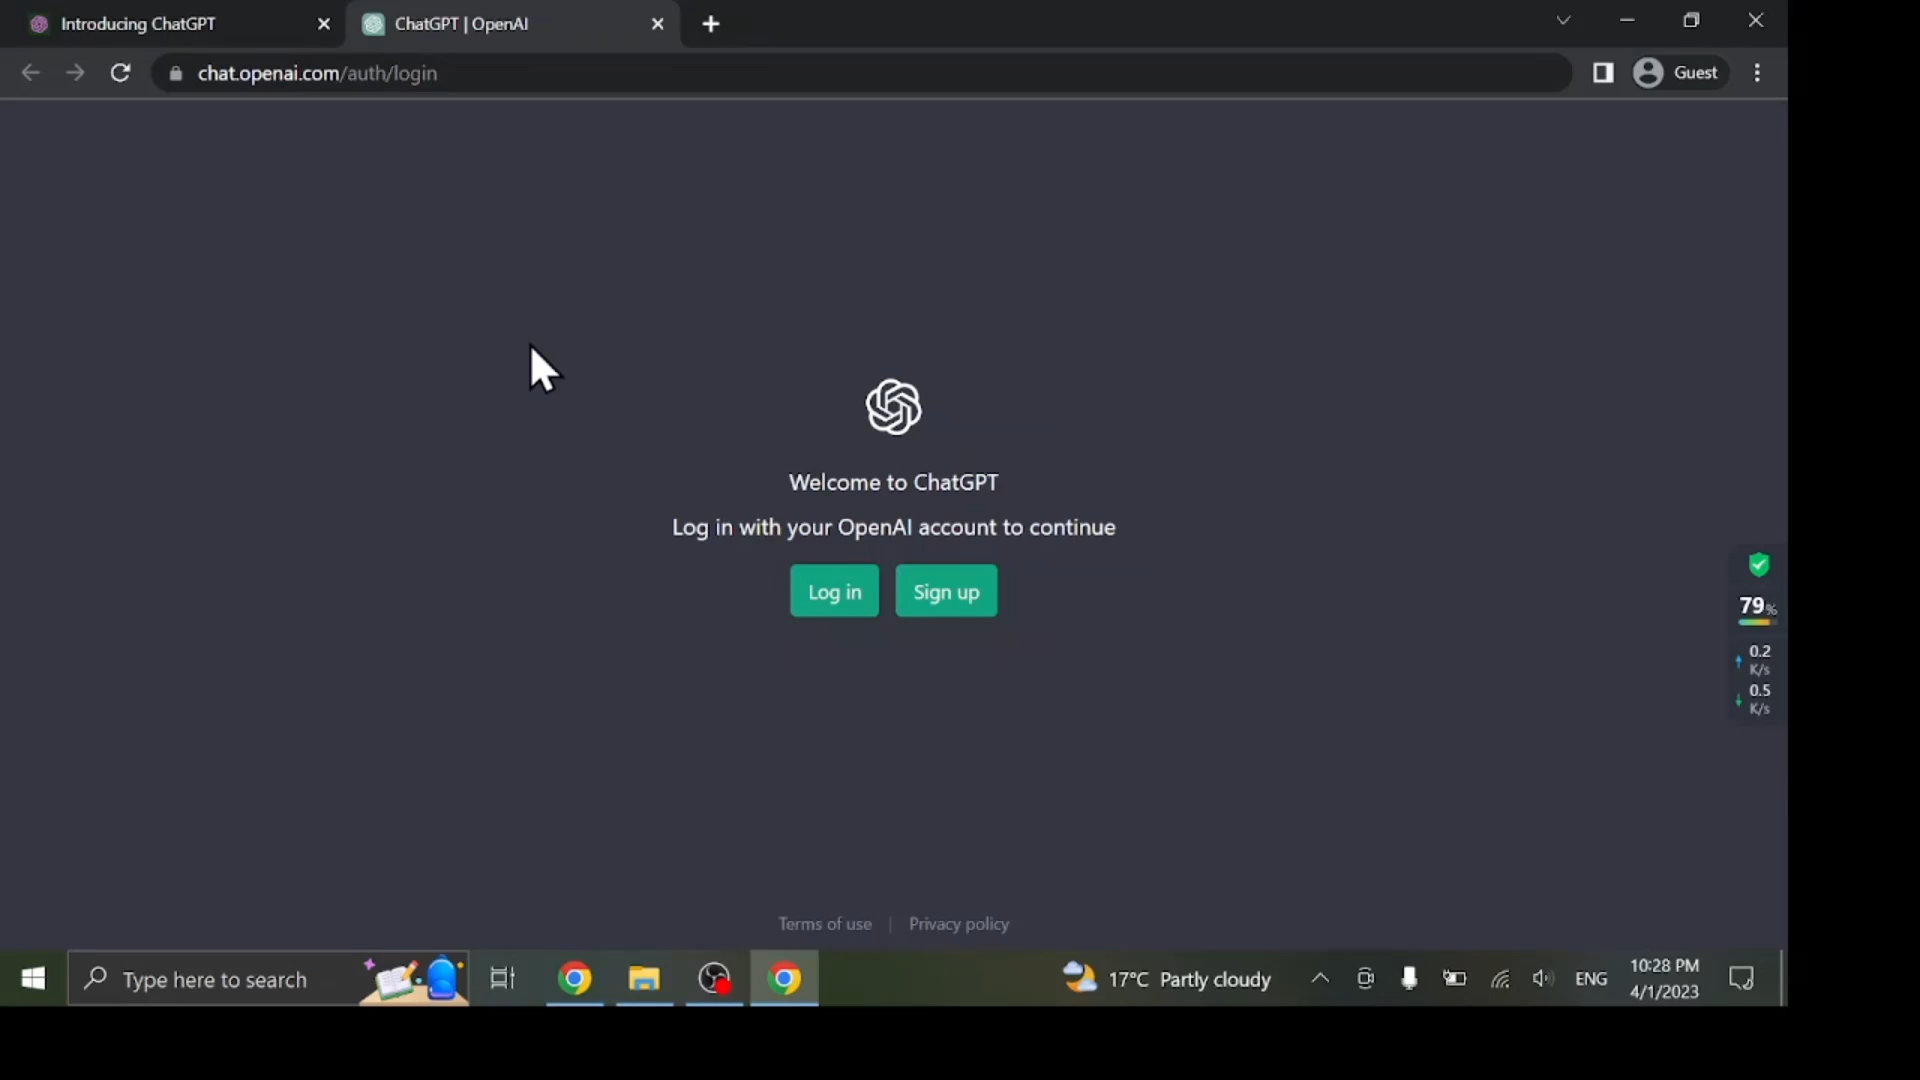 Introducing ChatGPT
ChatGPT | OpenAI
chat.openai.com/auth/login
Guest
Welcome to ChatGPT
Log in with your OpenAI account to continue
Log in
Sign up
79%
0.2
K/s
0.5
K/s
Terms of use | Privacy policy
Type here to search
17°C Partly cloudy
ENG
10:28 PM
4/1/2023